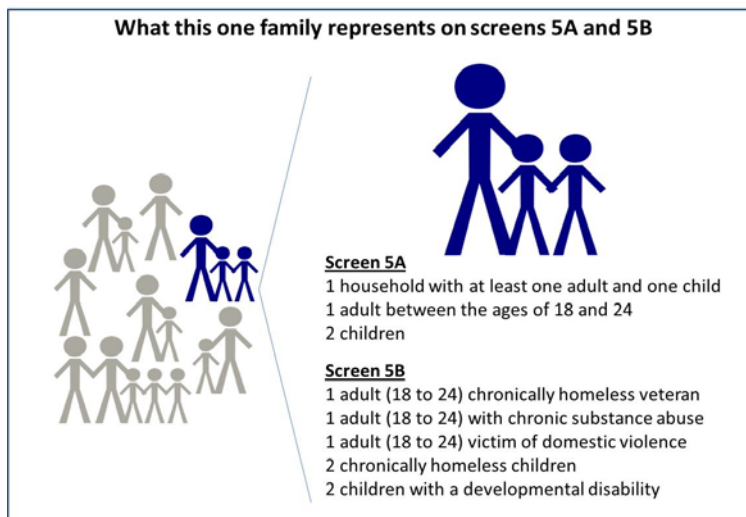 What this one family represents on screens 5A and 5B
Screen 5A
1 household with at least one adult and one child
1 adult between the ages of 18 and 24
2 children
Screen 5B
1 adult (18 to 24) chronically homeless veteran
1 adult (18 to 24) with chronic substance abuse
1 adult (18 to 24) victim of domestic violence
2 chronically homeless children
2 children with a developmental disability